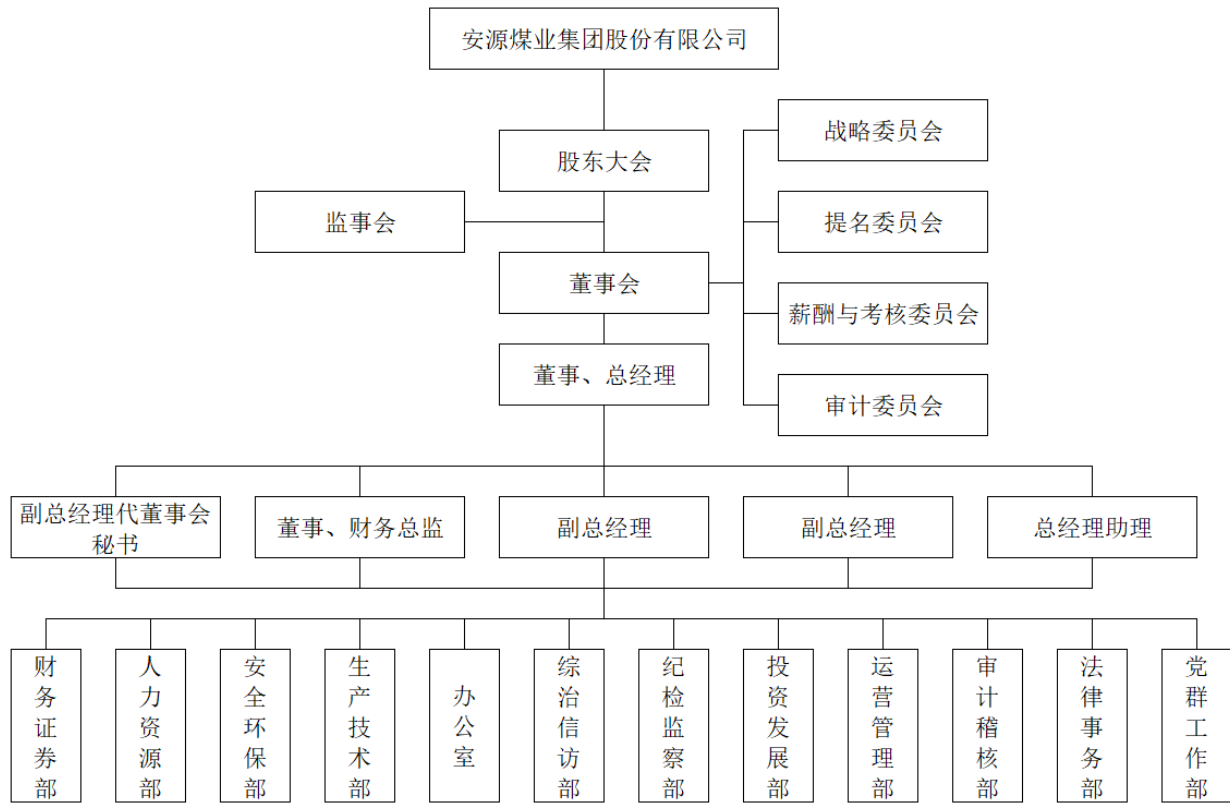 安源煤业集团股份有限公司
战略委员会
股东大会
监事会
提名委员会
董事会
薪酬与考核委员会
董事、总经理
审计委员会
副总经理代董事会
秘书
董事、财务总监
副总经理
副总经理
总经理助理
财务证券部
人力资源部
安全环保部
生产技术部
办公室
综治信访部
纪检监察部
投资发展部
运营管理部
审计稽核部
法律事务部
党群工作部